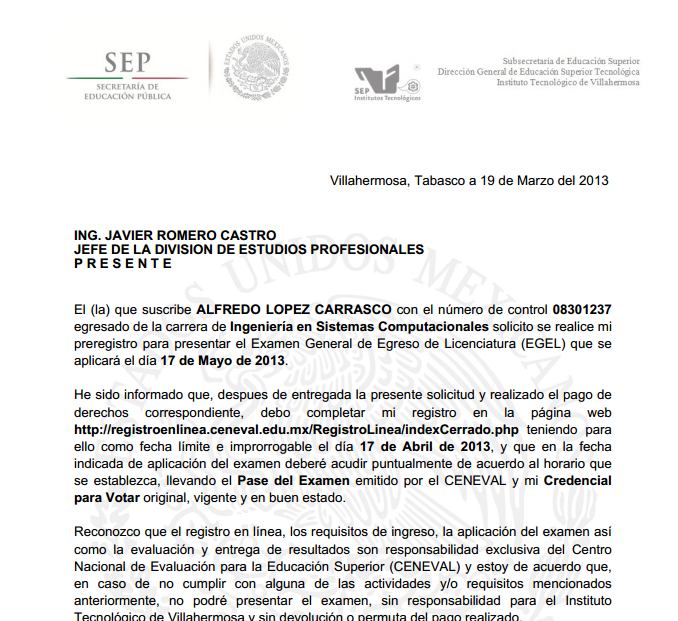 SEP
SECRETARÍA DE
EDUCACIÓN PÚBLICA
ESTADOS UNIDOS MEXICANOS
SEP
Institutos Tecnológicos
Subsecretaría de Educación Superior
Dirección General de Educación Superior Tecnológica
Instituto Tecnológico de Villahermosa
Villahermosa, Tabasco a 19 de Marzo del 2013
ING. JAVIER ROMERO CASTRO
JEFE DE LA DIVISION DE ESTUDIOS PROFESIONALES
P R E S E N T E
El (la) que suscribe ALFREDO LOPEZ CARRASCO con el número de control 08301237
egresado de la carrera de Ingeniería en Sistemas Computacionales solicito se realice mi
preregistro para presentar el Examen General de Egreso de Licenciatura (EGEL) que se
aplicará el día 17 de Mayo de 2013.
He sido informado que, despues de entregada la presente solicitud y realizado el pago de
derechos correspondiente, debo completar mi registro en la página web
http://registroenlinea.ceneval.edu.mx/RegistroLinea/indexCerrado.php teniendo para
ello como fecha límite e improrrogable el día 17 de Abril de 2013, y que en la fecha
indicada de aplicación del examen deberé acudir puntualmente de acuerdo al horario que
se establezca, llevando el Pase del Examen emitido por el CENEVAL y mi Credencial
para Votar original, vigente y en buen estado.
Reconozco que el registro en línea, los requisitos de ingreso, la aplicación del examen así
como la evaluación y entrega de resultados son responsabilidad exclusiva del Centro
Nacional de Evaluación para la Educación Superior (CENEVAL) y estoy de acuerdo que,
en caso de no cumplir con alguna de las actividades y/o requisitos mencionados
anteriormente, no podré presentar el examen, sin responsabilidad para el Instituto
Tecnológico de Villahermosa y sin devolución o permuta del pago realizado.